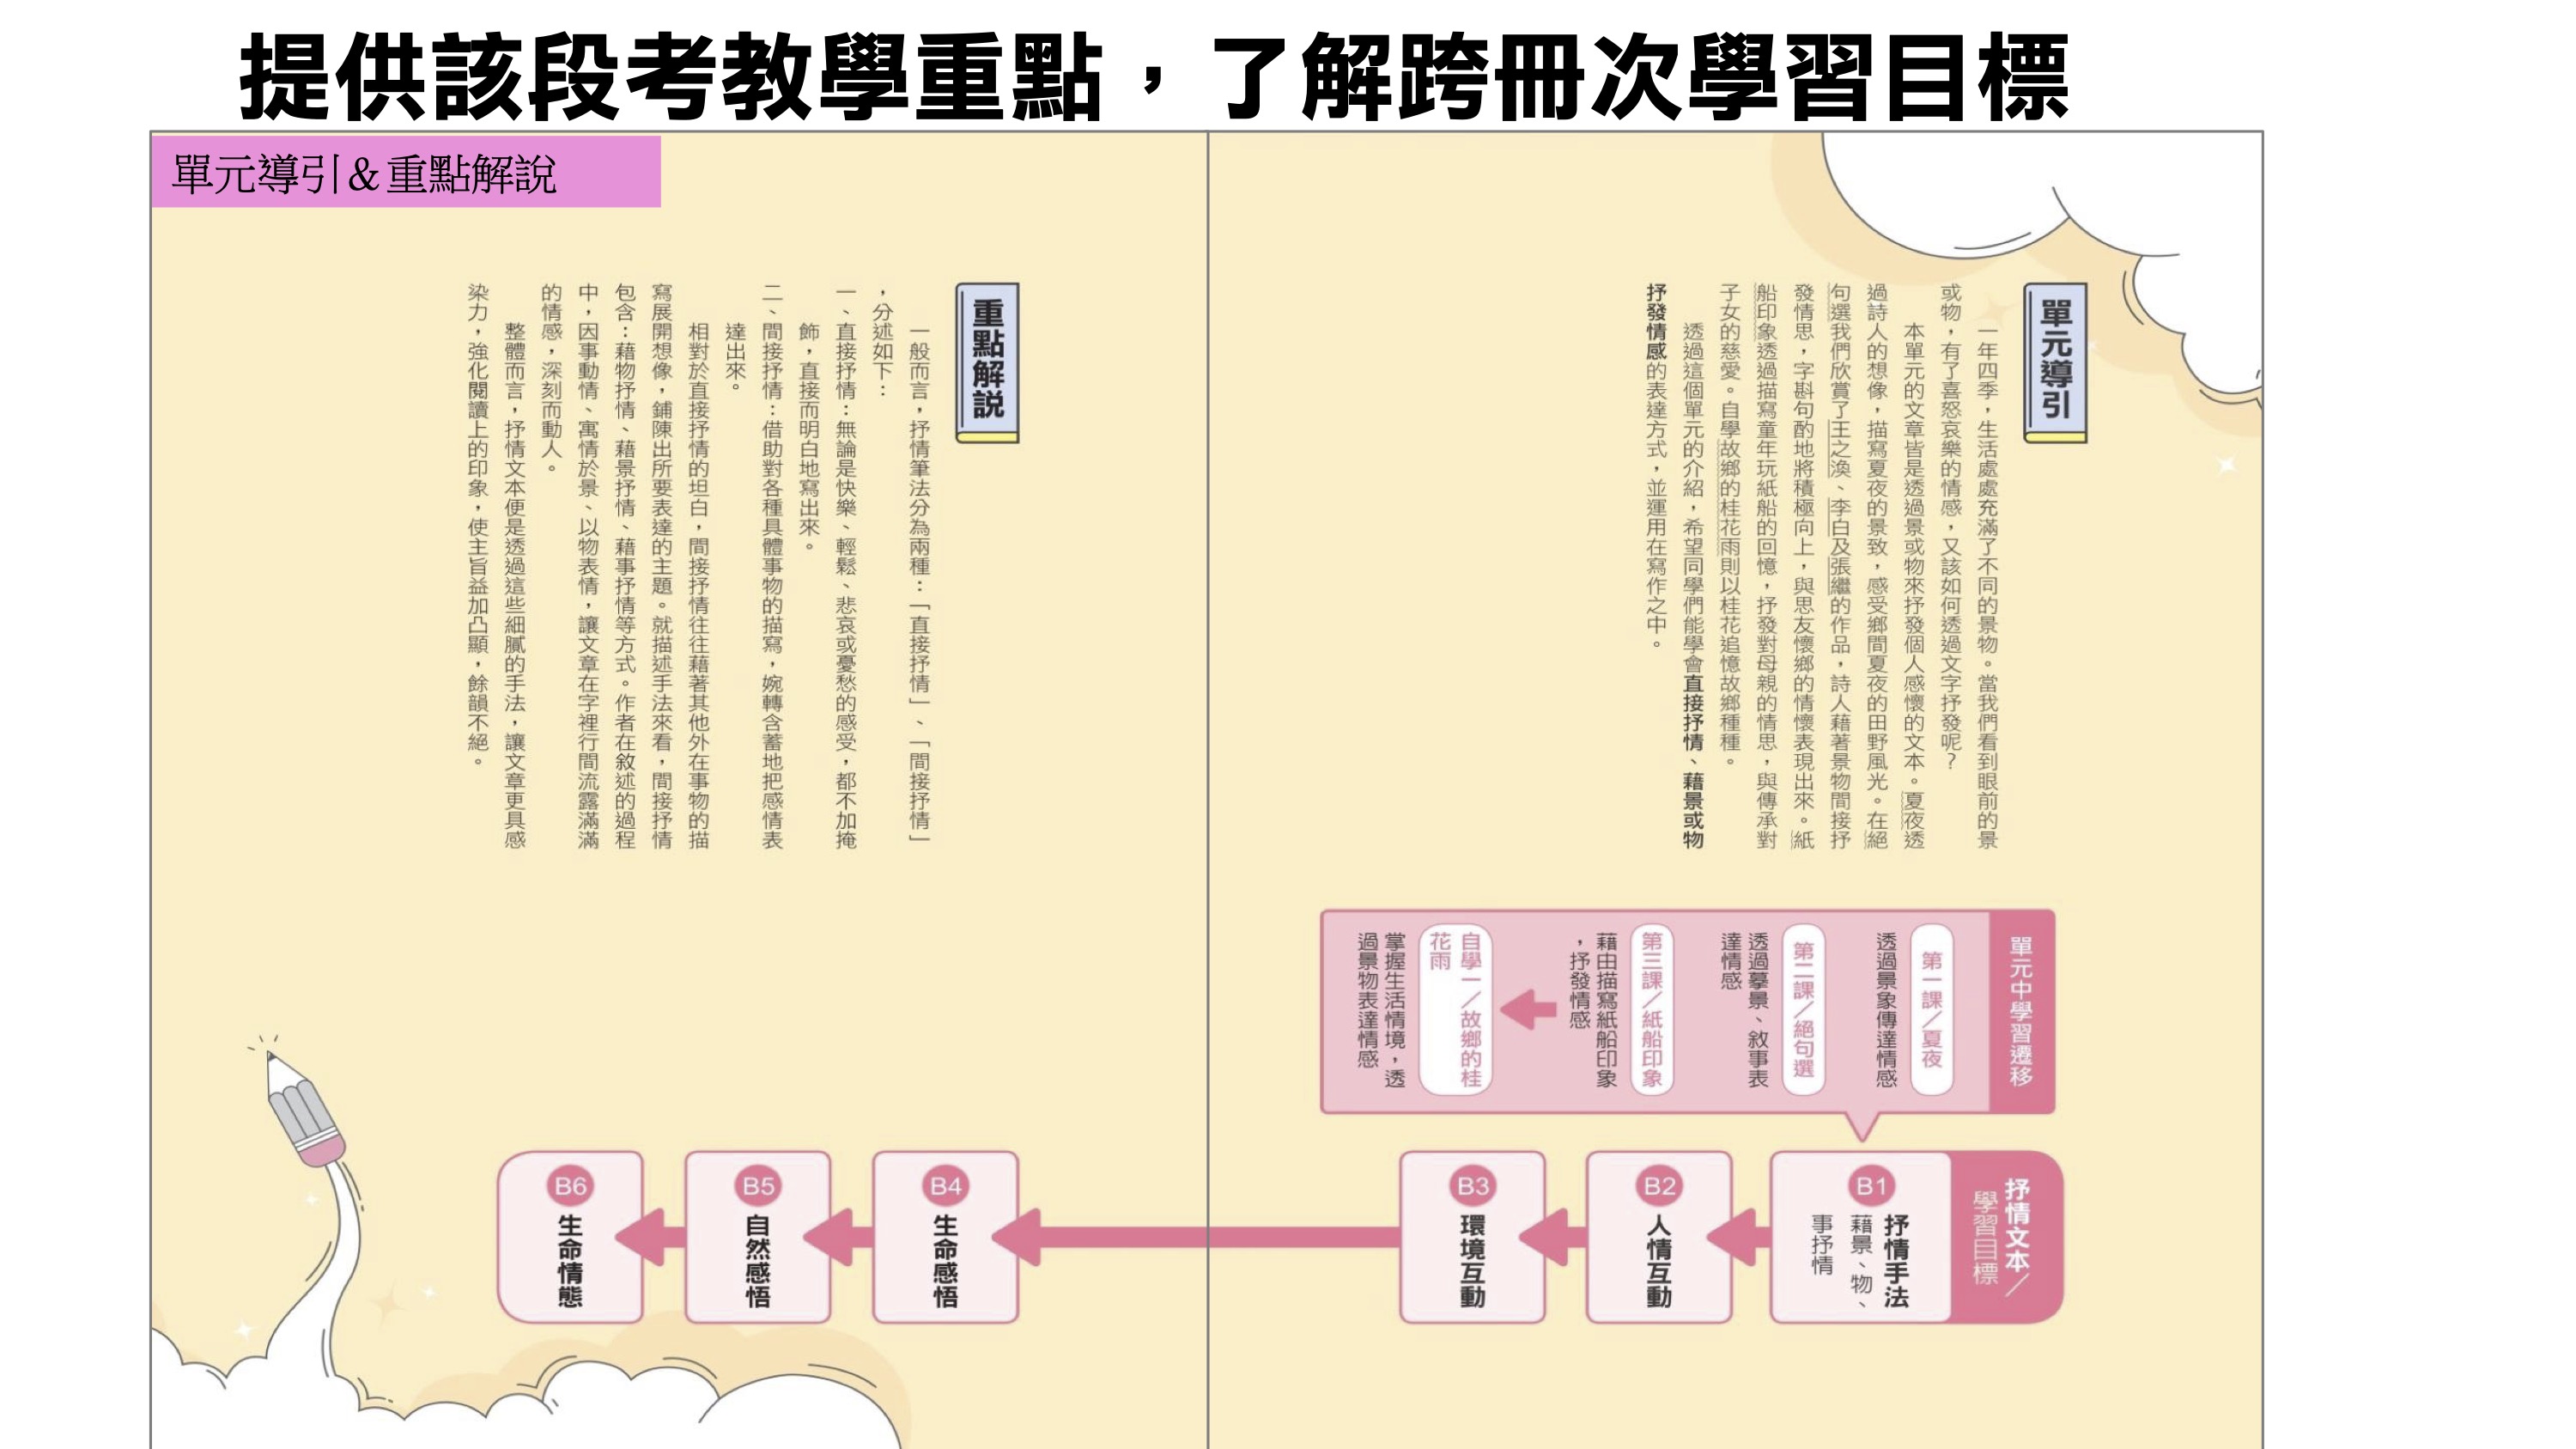 提供該段考教學重點，了解跨冊次學習目標
單元導引＆重點解說
單元導引
一年四季，生活處處充滿了不同的景物。當我們看到眼前的景
或物，有了喜怒哀樂的情感，又該如何透過文字抒發呢？
本單元的文章皆是透過景或物來抒發個人感懷的文本。夏夜透
過詩人的想像，描寫夏夜的景致，感受鄉間夏夜的田野風光。在絕
句選我們欣賞了王之渙、李白及張繼的作品，詩人藉著景物間接抒
發情思，字斟句酌地將積極向上，與思友懷鄉的情懷表現出來。紙
船印象透過描寫童年玩紙船的回憶，抒發對母親的情思，與傳承對
子女的慈愛。自學故鄉的桂花雨則以桂花追憶故鄉種種。
透過這個單元的介紹，希望同學們能學會直接抒情、藉景或物
抒發情感的表達方式，並運用在寫作之中。
單元中學習遷移
第一課／夏夜
透過景象傳達情感
第二課／絕句選
透過摹景、敘事表
達情感
第三課／紙船印象
藉由描寫紙船印象
，抒發情感
自學一／故鄉的桂
花雨
掌握生活情境，透
過景物表達情感
抒情文本／
學習目標
B1
抒情手法
藉景、物、
事抒情
B2
人情互動
B3
環境互動
重點解說
一般而言，抒情筆法分為兩種：「直接抒情」、「間接抒情」
，分述如下：
一、直接抒情：無論是快樂、輕鬆、悲哀或憂愁的感受，都不加掩
飾，直接而明白地寫出來。
二、間接抒情：借助對各種具體事物的描寫，婉轉含蓄地把感情表
達出來。
相對於直接抒情的坦白，間接抒情往往藉著其他外在事物的描
寫展開想像，鋪陳出所要表達的主題。就描述手法來看，間接抒情
包含：藉物抒情、藉景抒情、藉事抒情等方式。作者在敘述的過程
中，因事動情、寓情於景、以物表情，讓文章在字裡行間流露滿滿
的情感，深刻而動人。
整體而言，抒情文本便是透過這些細膩的手法，讓文章更具感
染力，強化閱讀上的印象，使主旨益加凸顯，餘韻不絕。
B4
生命感悟
B5
自然感悟
B6
生命情態